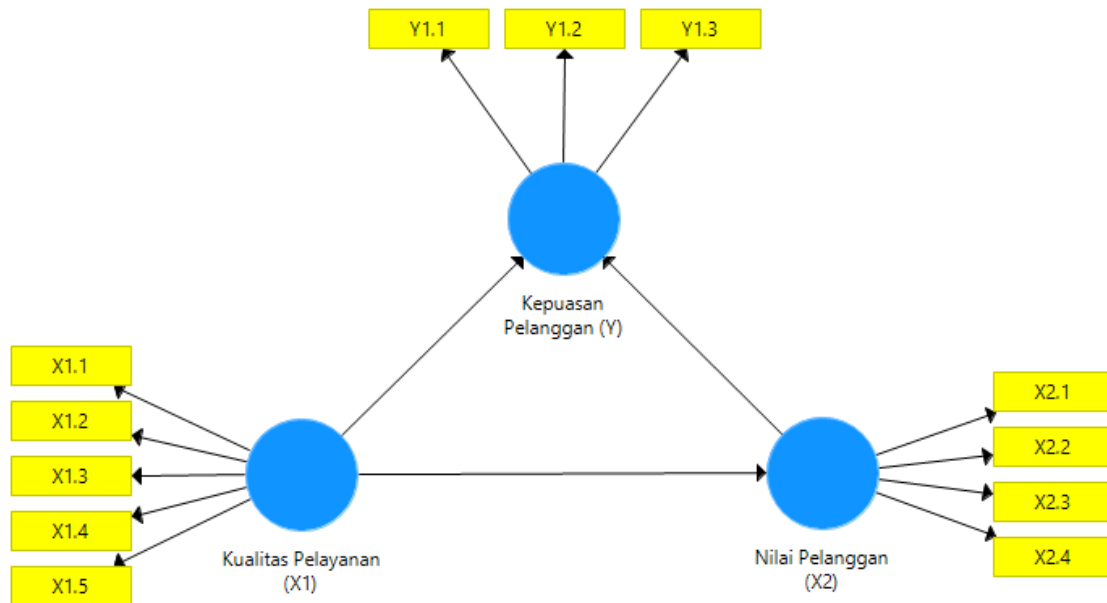 Y1.1
Y1.2
Y1.3
Kepuasan
Pelanggan (Y)
X1.1
X1.2
X1.3
X1.4
X1.5
Kualitas Pelayanan
(X1)
X2.1
X2.2
X2.3
X2.4
Nilai Pelanggan
(X2)